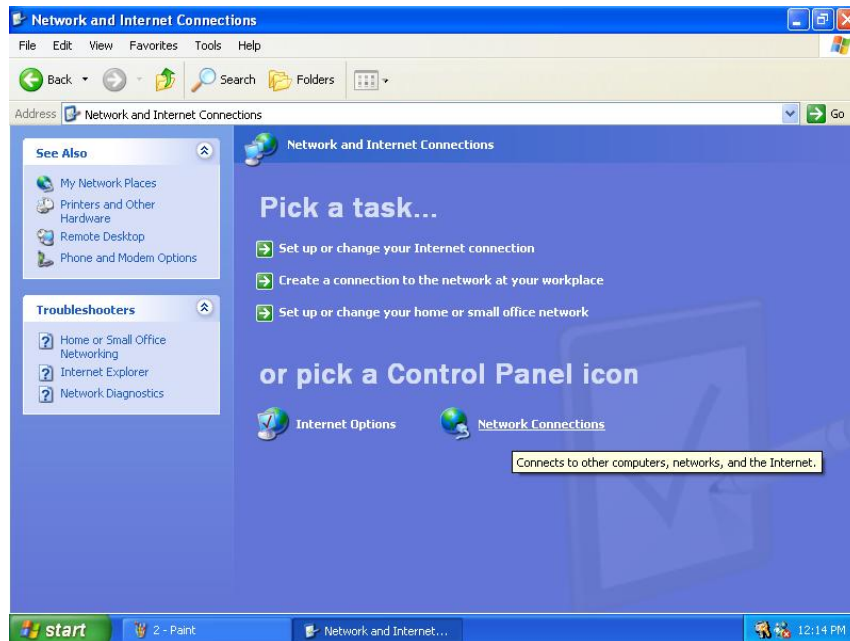 Network and Internet Connections
File Edit View Favorites Tools Help
Back Search Folders
Address Network and Internet Connections Go
See Also
My Network Places
Printers and Other
Hardware
Remote Desktop
Phone and Modem Options
Troubleshooters
Home or Small Office
Networking
Internet Explorer
Network Diagnostics
Network and Internet Connections
Pick a task...
Set up or change your Internet connection
Create a connection to the network at your workplace
Set up or change your home or small office network
or pick a Control Panel icon
Internet Options Network Connections
Connects to other computers, networks, and the Internet.
start 2 - Paint Network and Internet... 12:14 PM